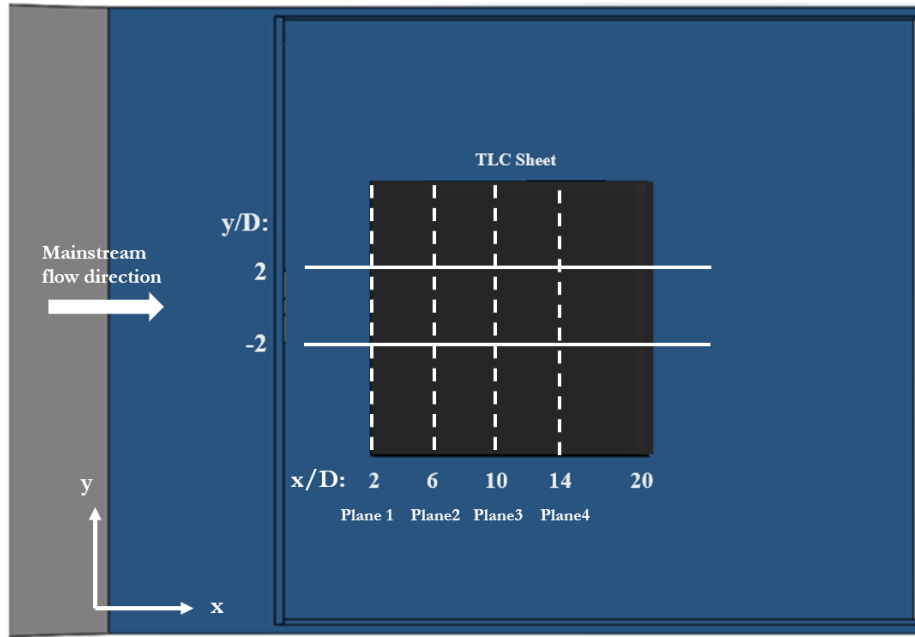 TLC Sheet
y/D:
Mainstream
flow direction
2
-2
x/D: 2 6 10 14 20
Plane 1 Plane2 Plane3 Plane4
y
x